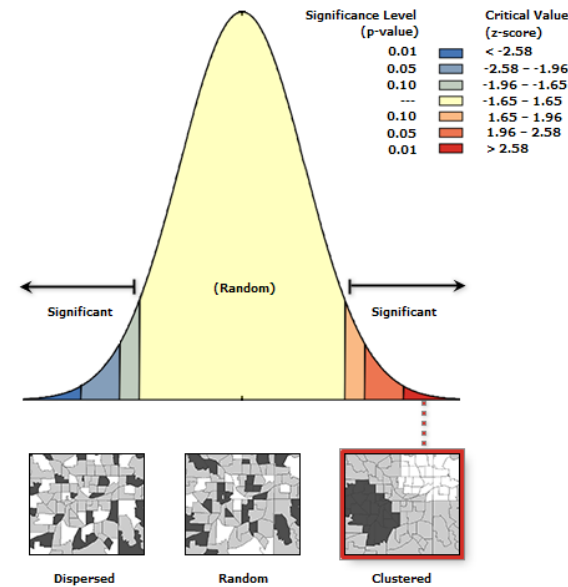 Significance Level Critical Value
(p-value) (z-score)
0.01 < -2.58
0.05 -2.58 – -1.96
0.10 -1.96 – -1.65
--- -1.65 – 1.65
0.10 1.65 – 1.96
0.05 1.96 – 2.58
0.01 > 2.58
(Random)
Significant Significant
Dispersed Random Clustered